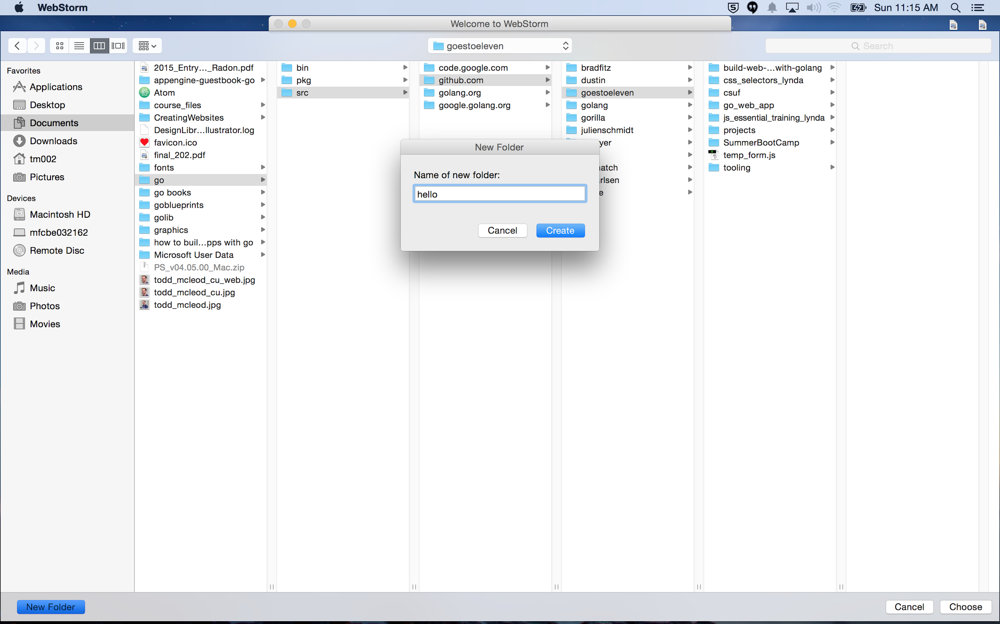 WebStorm
Sun 11:15 AM
Welcome to WebStorm
goestoeleven
Search
Favorites
Applications
Desktop
Documents
Downloads
tm002
Pictures
Devices
Macintosh HD
mfcbe032162
Remote Disc
Media
Music
Photos
Movies
2015_Entry..._Radon.pdf
appengine-guestbook-go
Atom
course_files
CreatingWebsites
DesignLibr...llustrator.log
favicon.ico
final_202.pdf
fonts
go
go books
goblueprints
golib
graphics
how to buil...pps with go
Microsoft User Data
PS_v04.05.00_Mac.zip
todd_mcleod_cu_web.jpg
todd_mcleod_cu.jpg
todd_mcleod.jpg
bin
pkg
src
code.google.com
github.com
golang.org
google.golang.org
bradfitz
dustin
goestoeleven
golang
gorilla
julienschmidt
yer
atch
rlsen
e
build-web-...with-golang
css_selectors_lynda
csuf
go_web_app
js_essential_training_lynda
projects
SummerBootCamp
temp_form.js
tooling
New Folder
Name of new folder:
hello
Cancel
Create
New Folder
Cancel
Choose